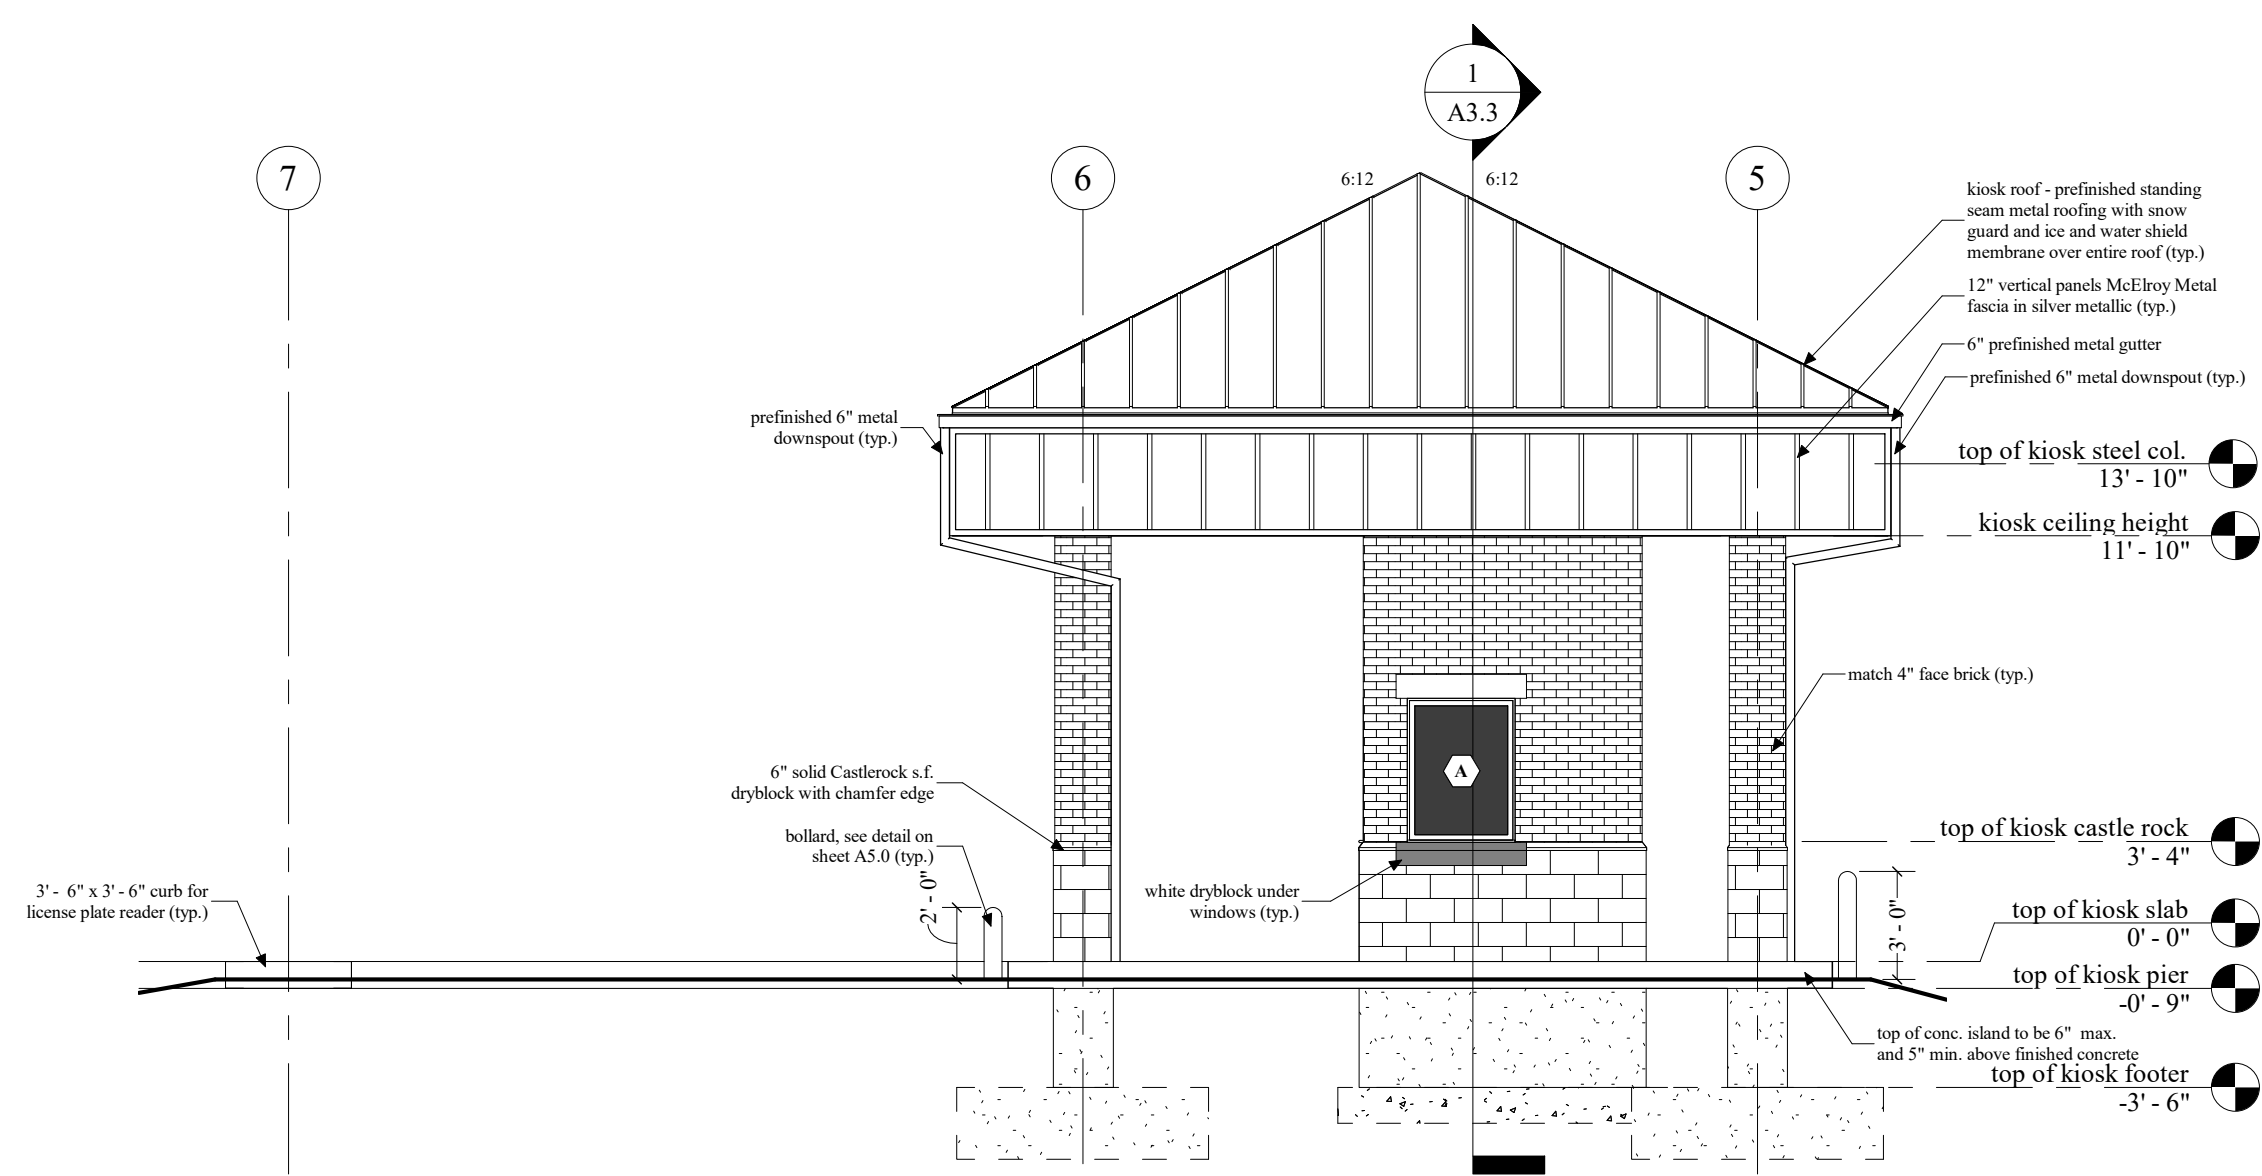 1
A3.3
7
6
5
6:12
6:12
kiosk roof - prefinished standing
seam metal roofing with snow
guard and ice and water shield
membrane over entire roof (typ.)
12" vertical panels McElroy Metal
fascia in silver metallic (typ.)
6" prefinished metal gutter
prefinished 6" metal downspout (typ.)
prefinished 6" metal
downspout (typ.)
top of kiosk steel col.
13' - 10"
kiosk ceiling height
11' - 10"
match 4" face brick (typ.)
A
6" solid Castlerock s.f.
dryblock with chamfer edge
bollard, see detail on
sheet A5.0 (typ.)
2' - 0"
3' - 6" x 3' - 6" curb for
license plate reader (typ.)
white dryblock under
windows (typ.)
top of kiosk castle rock
3' - 4"
3' - 0"
top of kiosk slab
0' - 0"
top of kiosk pier
-0' - 9"
top of conc. island to be 6" max.
and 5" min. above finished concrete
top of kiosk footer
-3' - 6"